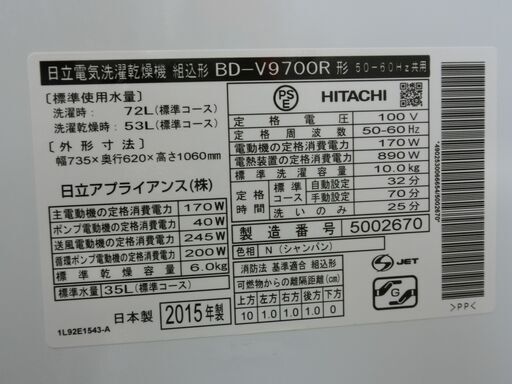 日立電気洗濯乾燥機 組込形 BD-V9700R 形 50-60Hz共用
〔標準使用水量〕
洗濯時： 72L(標準コース)
洗濯乾燥時：53L(標準コース)
〔外形寸法〕
幅735×奥行620×高さ1060mm
日立アプライアンス(株)
主電動機の定格消費電力 170W
ポンプ電動機の定格消費電力 40W
送風電動機の定格消費電力 245W
循環ポンプ電動機の定格消費電力 200W
標準乾燥容量 6.0kg
標準水量 35L(標準コース)
日本製 2015年製
1L92E1543-A
PSE
HITACHI
定格電圧 100V
定格周波数 50-60Hz
電動機の定格消費電力 170W
電熱装置の定格消費電力 890W
標準洗濯容量 10.0kg
定格時間 標準コース 自動設定 32分
手動設定 70分
洗いのみ 25分
製造番号 5002670
色名 N(シャンパン)
消防法 基準適合 組込形
可燃物からの離隔距離(cm)
上方 左方 右方 後方 下方
10 1.0 1.0 1.0 0
S JET
G
>PP<